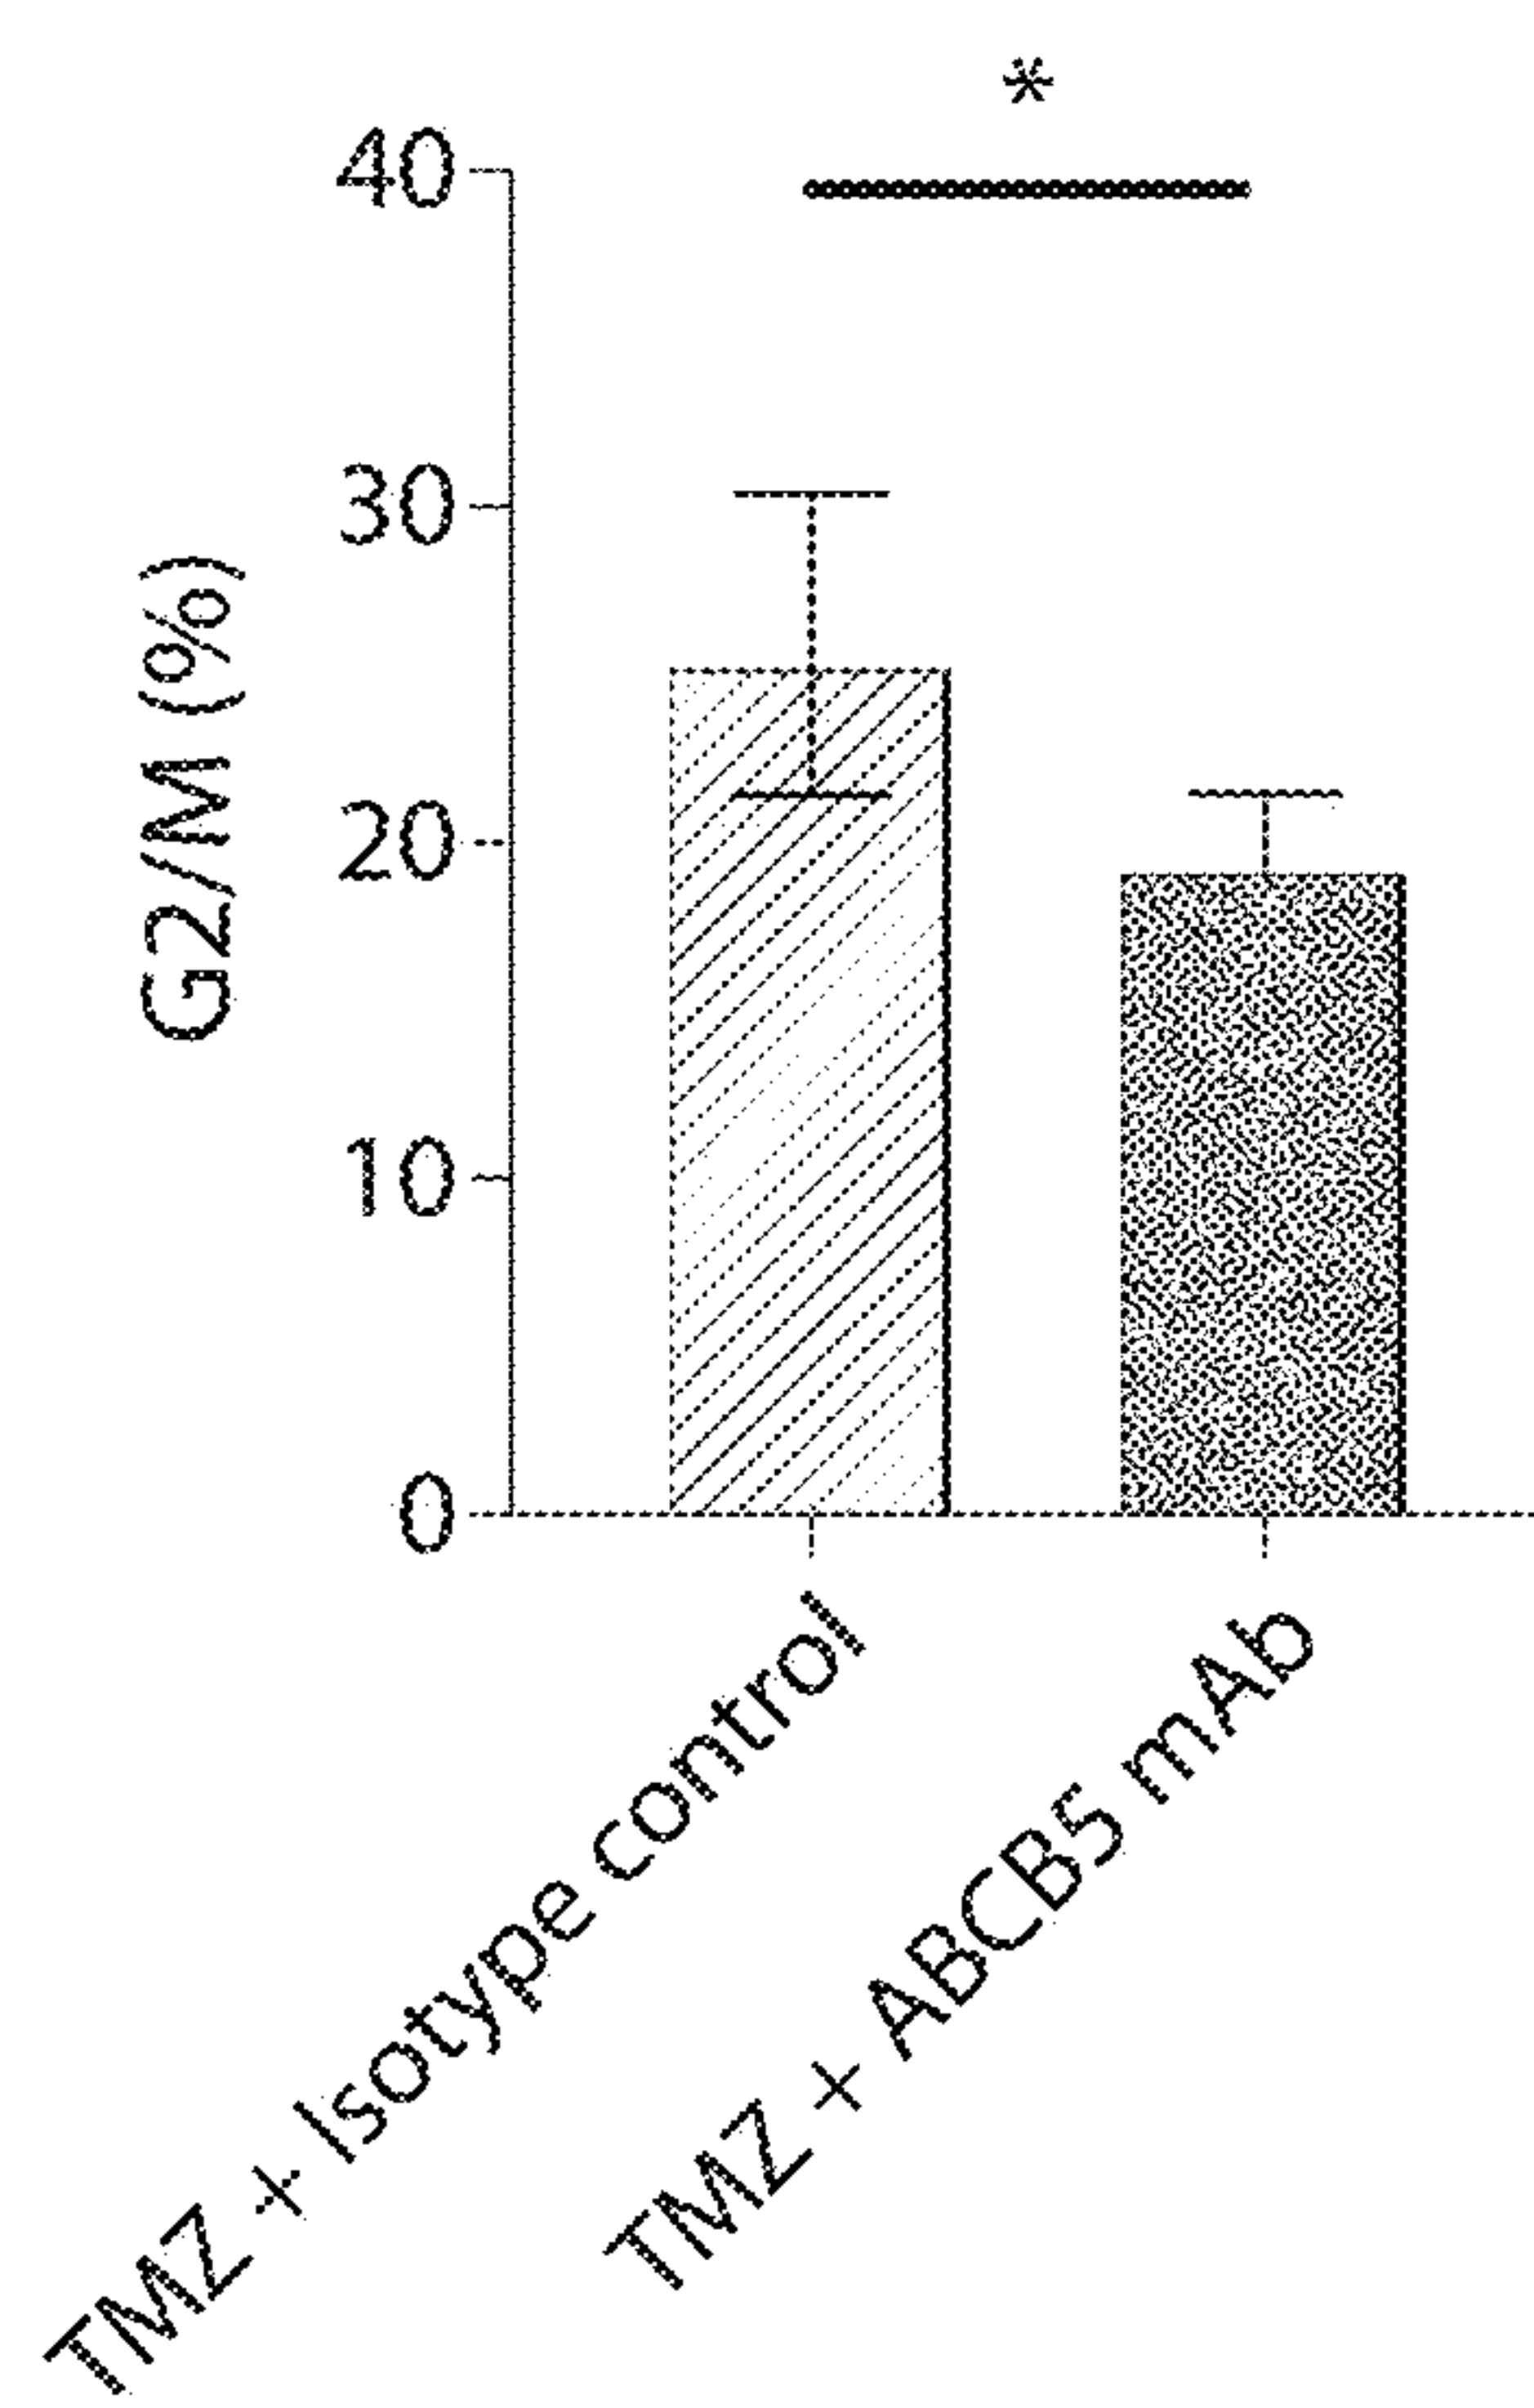 *
40
30
20
10
0
G2/M (%)
TMZ + Isotype control
TMZ + ABCB5 mAb